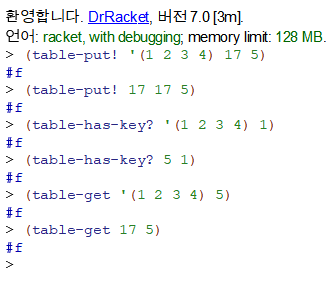 환영합니다. DrRacket, 버전 7.0 [3m].
언어: racket, with debugging; memory limit: 128 MB.
> (table-put! '(1 2 3 4) 17 5)
#f
> (table-put! 17 17 5)
#f
> (table-has-key? '(1 2 3 4) 1)
#f
> (table-has-key? 5 1)
#f
> (table-get '(1 2 3 4) 5)
#f
> (table-get 17 5)
#f
>